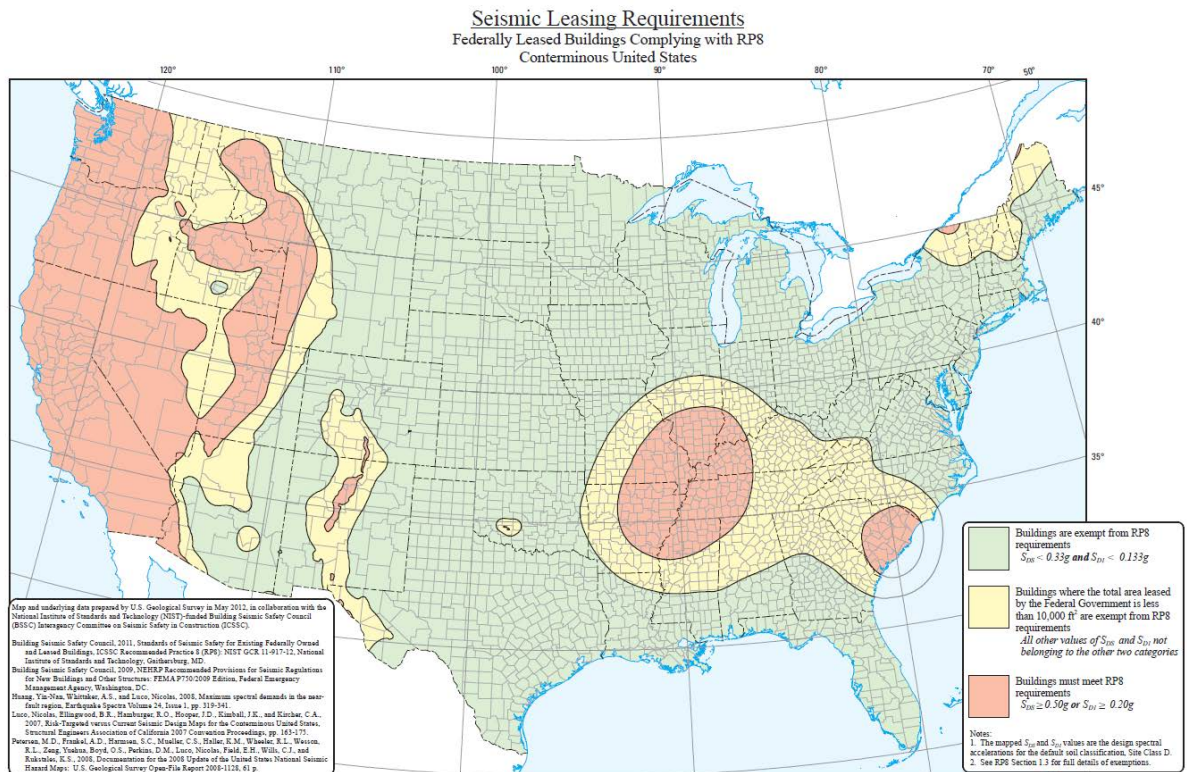 Seismic Leasing Requirements
Federally Leased Buildings Complying with RP8
Conterminous United States
120°
110°
100°
90°
80°
70°
50°
45°
40°
35°
Map and underlying data prepared by U.S. Geological Survey in May 2012, in collaboration with the
National Institute of Standards and Technology (NIST)-funded Building Seismic Safety Council
(BSSC) Interagency Committee on Seismic Safety in Construction (ICSSC).
Building Seismic Safety Council, 2011, Standards of Seismic Safety for Existing Federally Owned
and Leased Buildings, ICSSC Recommended Practice 8 (RP8): NIST GCR 11-917-12, National
Institute of Standards and Technology, Gaithersburg, MD.
Building Seismic Safety Council, 2009, NEHRP Recommended Provisions for Seismic Regulations
for New Buildings and Other Structures: FEMA P750/2009 Edition, Federal Emergency
Management Agency, Washington, DC.
Huang, Yin-Nan, Whittaker, A.S., and Luco, Nicolas, 2008, Maximum spectral demands in the near-
fault region, Earthquake Spectra Volume 24, Issue 1, pp. 319-341.
Luco, Nicolas, Ellingwood, B.R., Hamburger, R.O., Hooper, J.D., Kimball, J.K., and Kircher, C.A.,
2007, Risk-Targeted versus Current Seismic Design Maps for the Conterminous United States,
Structural Engineers Association of California 2007 Convention Proceedings, pp. 163-175.
Petersen, M.D., Frankel, A.D., Harmsen, S.C., Mueller, C.S., Haller, K.M., Wheeler, R.L., Wesson,
R.L., Zeng, Yuehua, Boyd, O.S., Perkins, D.M., Luco, Nicolas, Field, E.H., Wills, C.J., and
Rukstales, K.S., 2008, Documentation for the 2008 Update of the United States National Seismic
Hazard Maps: U.S. Geological Survey Open-File Report 2008-1128, 61 p.
Buildings are exempt from RP8
requirements
S_DS < 0.33g and S_D1 < 0.133g
Buildings where the total area leased
by the Federal Government is less
than 10,000 ft² are exempt from RP8
requirements
All other values of S_DS and S_D1 not
belonging to the other two categories
Buildings must meet RP8
requirements
S_DS ≥ 0.50g or S_D1 ≥ 0.20g
Notes:
1. The mapped S_DS and S_D1 values are the design spectral
accelerations for the default soil classification, Site Class D.
2. See RP8 Section 1.3 for full details of exemptions.